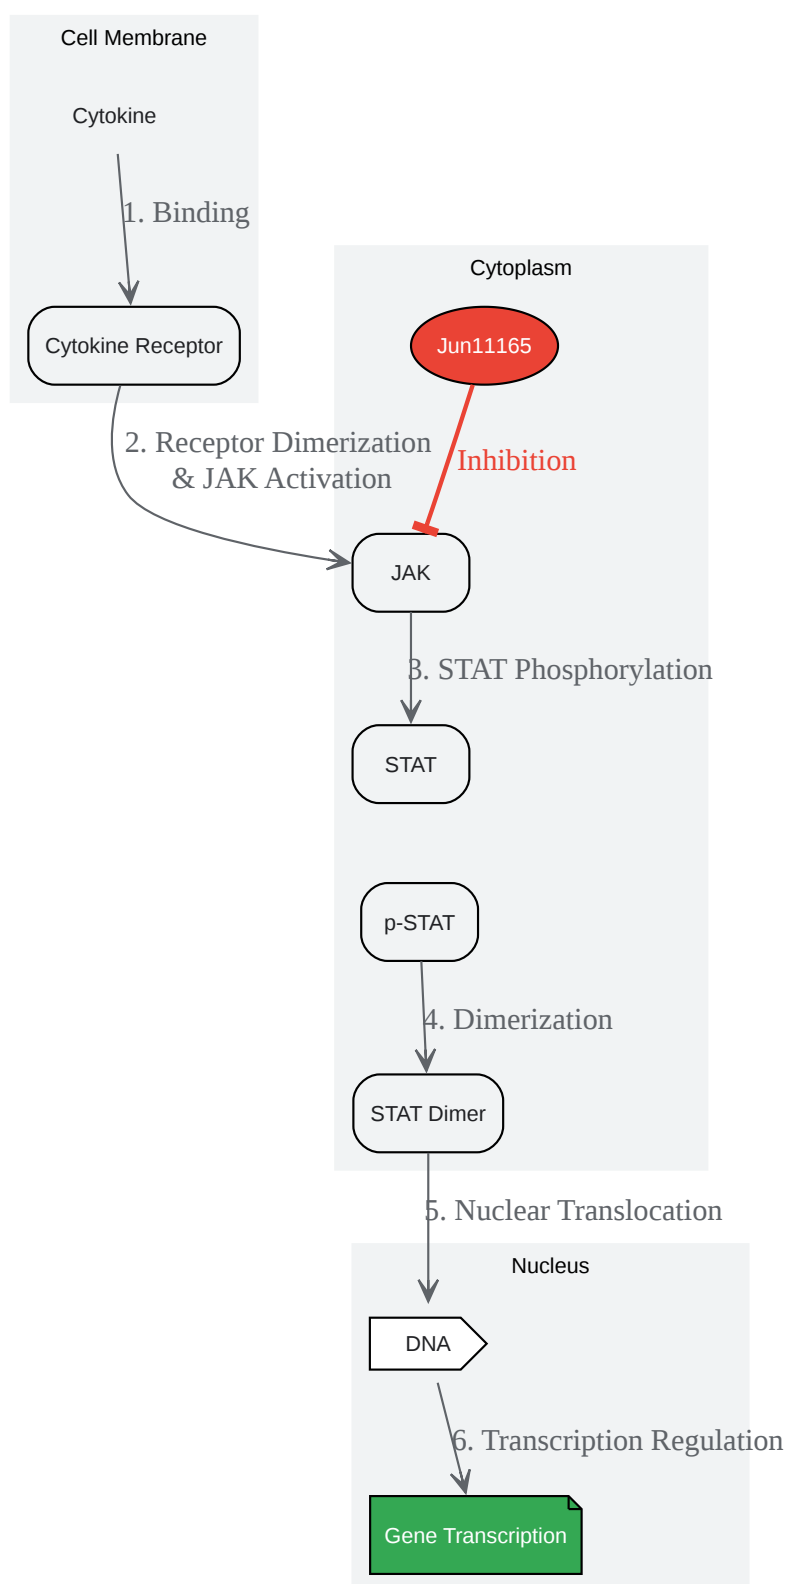 Cell Membrane
Cytokine
1. Binding
Cytokine Receptor
Cytoplasm
Jun11165
2. Receptor Dimerization
& JAK Activation
Inhibition
JAK
3. STAT Phosphorylation
STAT
p-STAT
4. Dimerization
STAT Dimer
5. Nuclear Translocation
Nucleus
DNA
6. Transcription Regulation
Gene Transcription